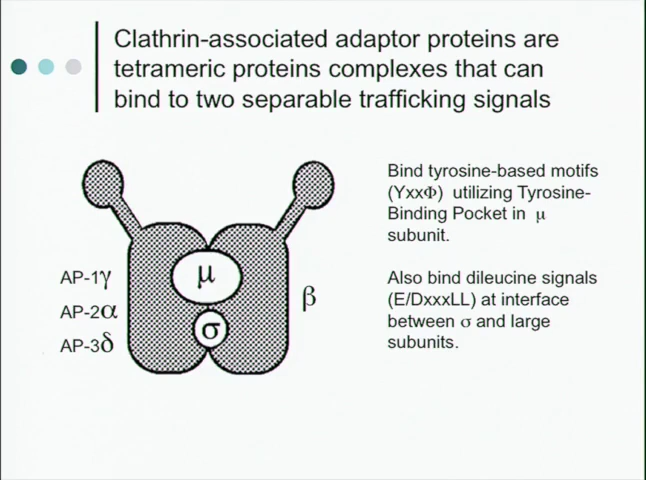 Clathrin-associated adaptor proteins are
tetrameric proteins complexes that can
bind to two separable trafficking signals
Bind tyrosine-based motifs
(YxxΦ) utilizing Tyrosine-
Binding Pocket in μ
subunit.
Also bind dileucine signals
(E/DxxxLL) at interface
between σ and large
subunits.
AP-1γ
AP-2α
AP-3δ
μ
σ
β